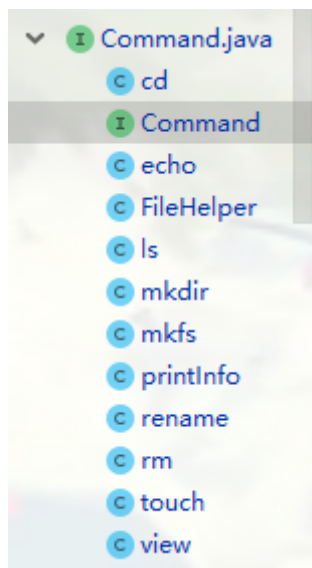 I Command.java
C cd
I Command
C echo
C FileHelper
C ls
C mkdir
C mkfs
C printInfo
C rename
C rm
C touch
C view